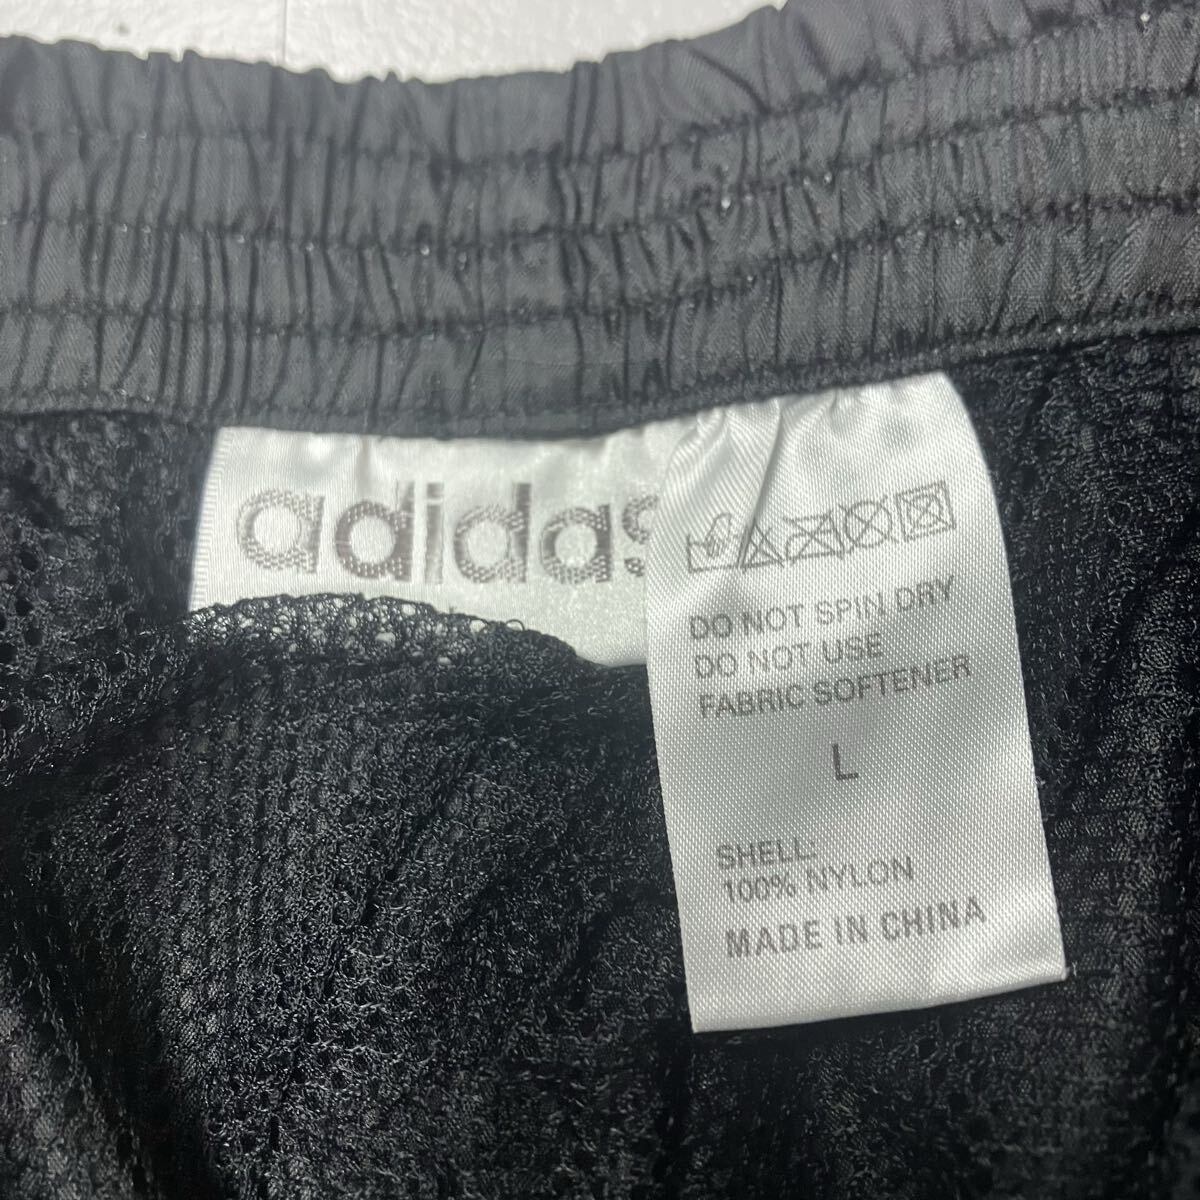 adidas
DO NOT SPIN DRY
DO NOT USE
FABRIC SOFTENER
L
SHELL:
100% NYLON
MADE IN CHINA